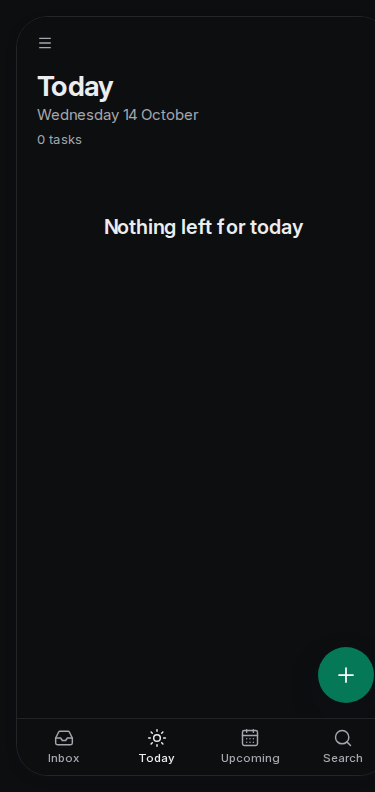 Today
Wednesday 14 October
0 tasks
Nothing left for today
Inbox
Today
Upcoming
Search